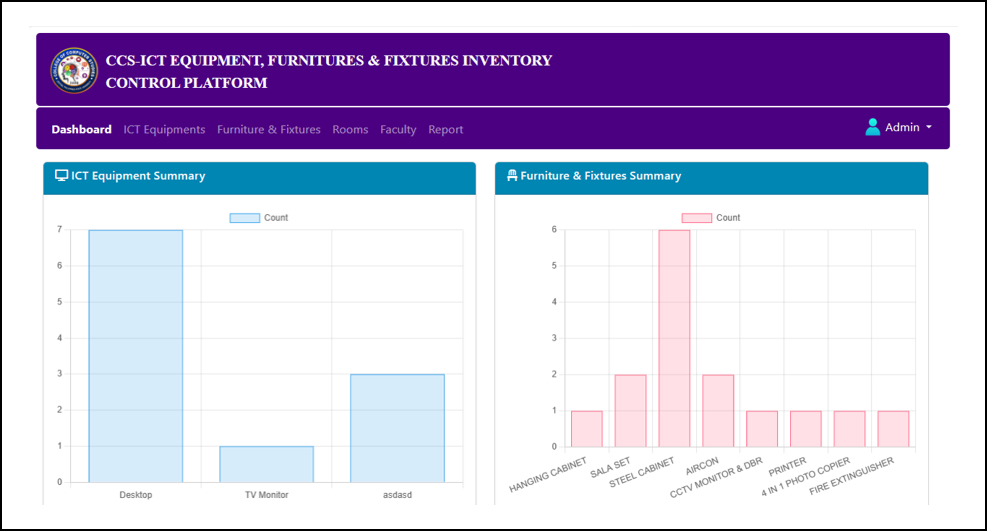 CCS-ICT EQUIPMENT, FURNITURES & FIXTURES INVENTORY
CONTROL PLATFORM
Dashboard ICT Equipments Furniture & Fixtures Rooms Faculty Report Admin
ICT Equipment Summary
Count
7
6
5
4
3
2
1
0
Desktop TV Monitor asdasd
Furniture & Fixtures Summary
Count
6
5
4
3
2
1
0
HANGING CABINET
SALA SET
STEEL CABINET
AIRCON
CCTV MONITOR & DBR
PRINTER
4 IN 1 PHOTO COPIER
FIRE EXTINGUISHER